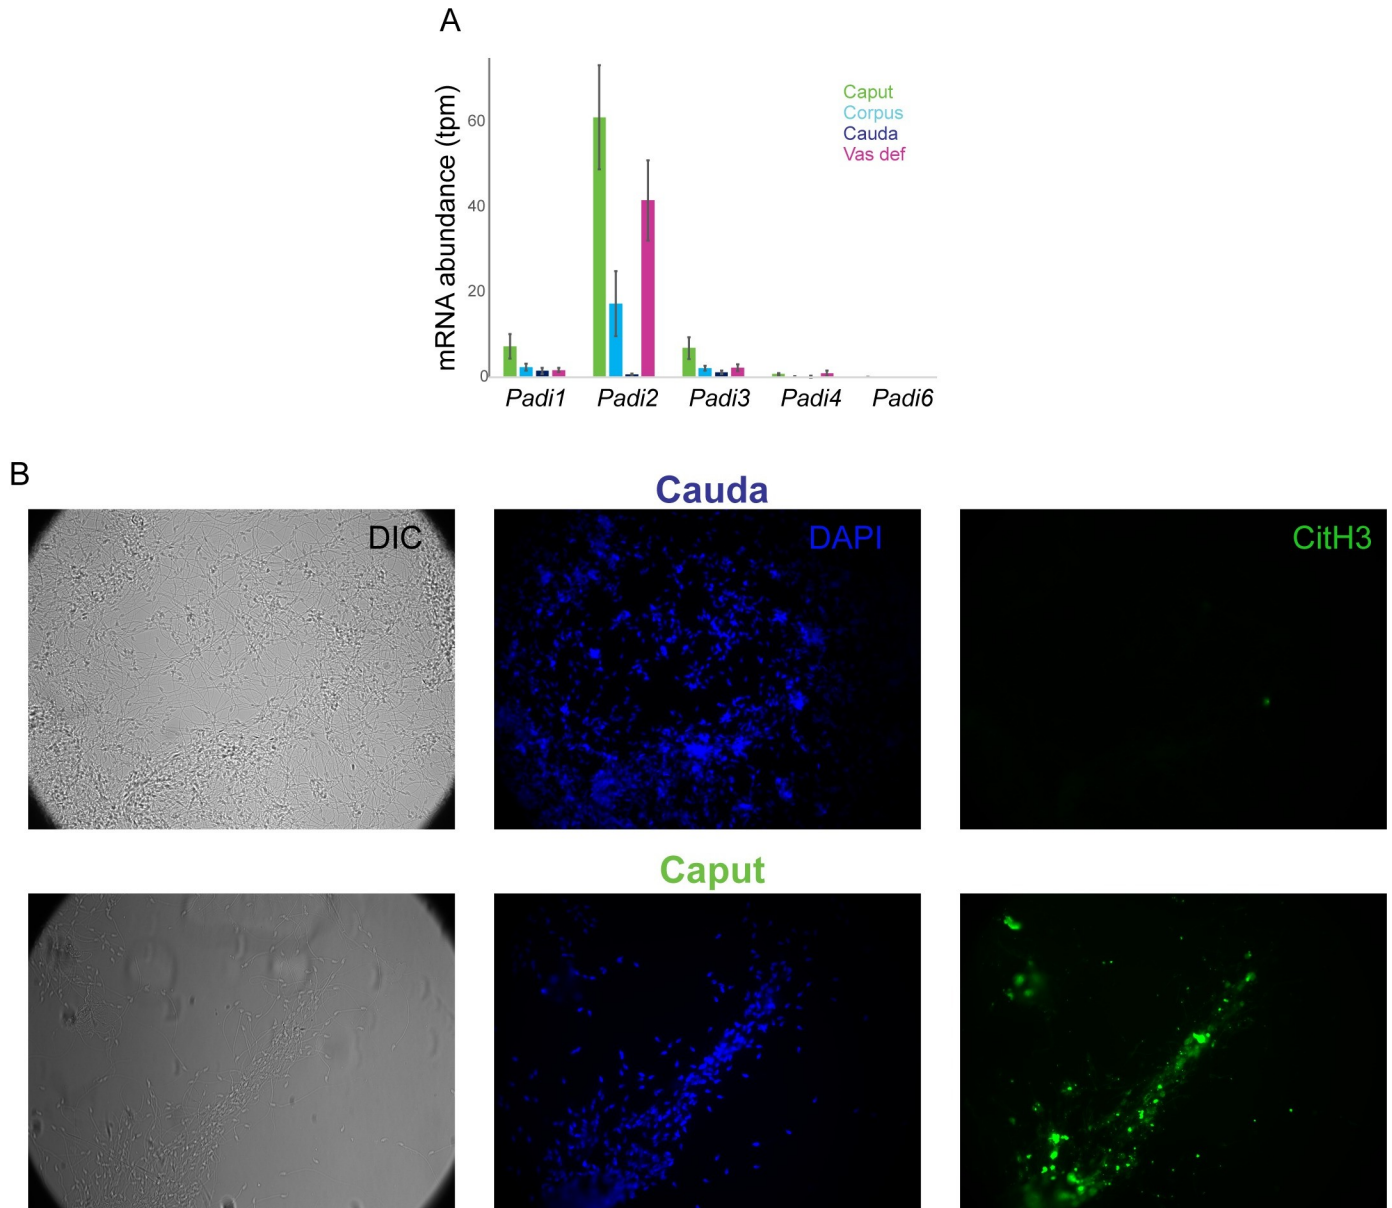 A
mRNA abundance (tpm)
60
40
20
0
Caput
Corpus
Cauda
Vas def
Padi1 Padi2 Padi3 Padi4 Padi6
B
Cauda
DIC DAPI CitH3
Caput